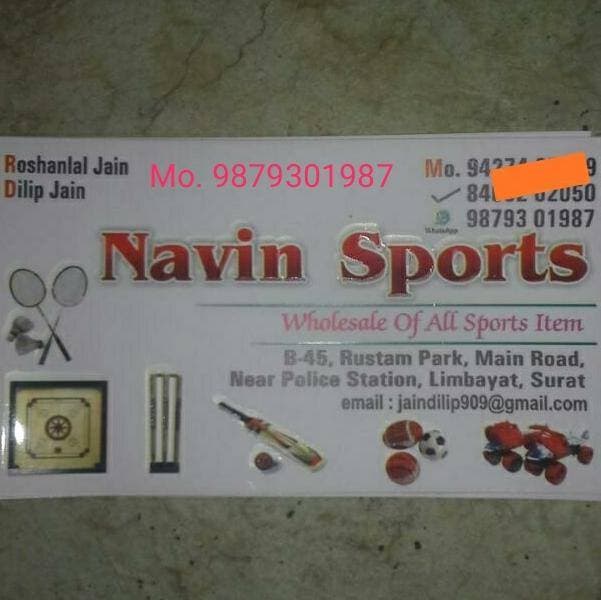 Roshanlal Jain
Dilip Jain
Mo. 9879301987
Mo.
98793 01987
WhatsApp
Navin Sports
Wholesale Of All Sports Item
B-45, Rustam Park, Main Road,
Near Police Station, Limbayat, Surat
email : jaindilip909@gmail.com